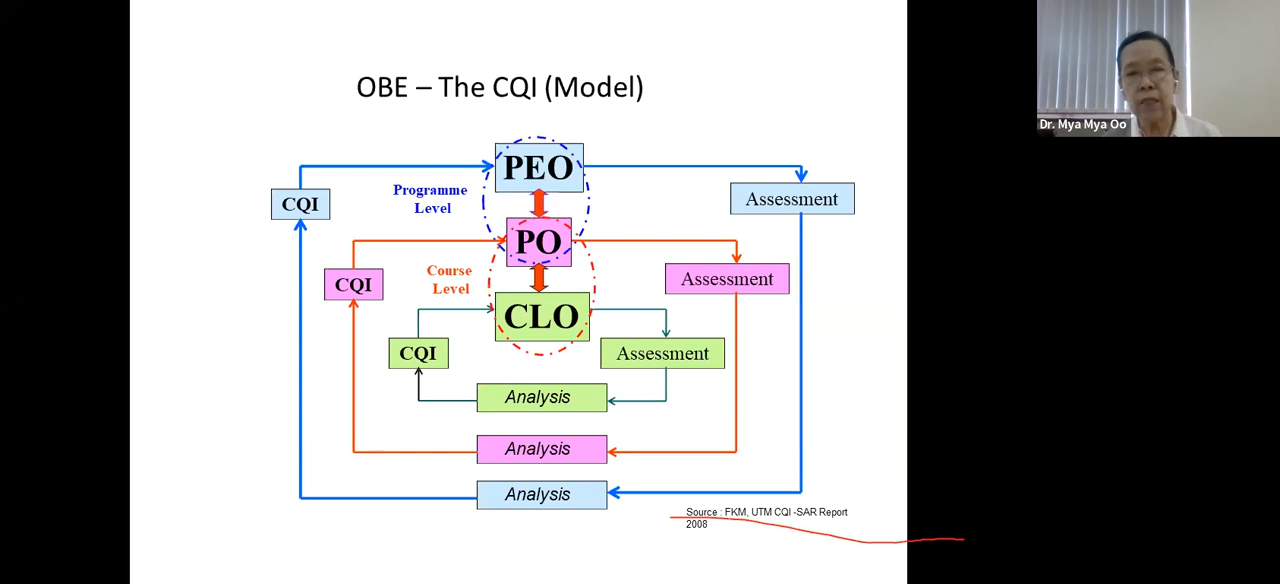 OBE – The CQI (Model)
Dr. Mya Mya Oo
PEO
Programme
Level
CQI
Assessment
PO
Course
Level
CQI
Assessment
CLO
CQI
Assessment
Analysis
Analysis
Analysis
Source : FKM, UTM CQI -SAR Report
2008